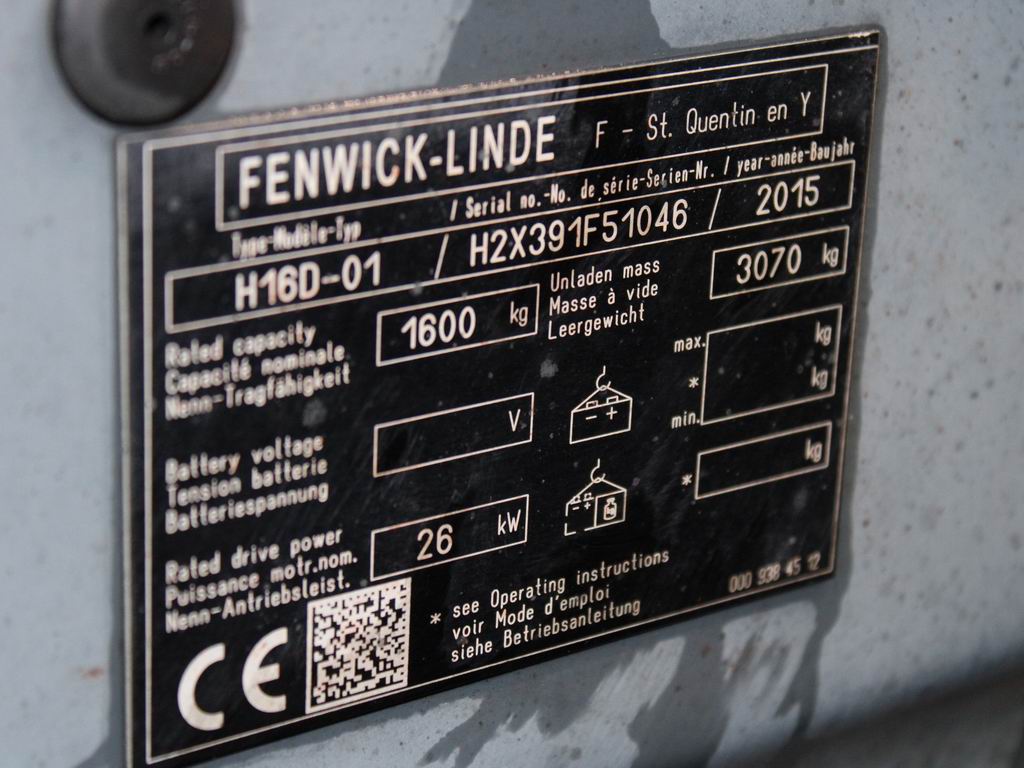 FENWICK-LINDE F - St. Quentin en Y
Type-Modèle-Typ / Serial no.-No. de série-Serien-Nr. / year-année-Baujahr
H16D-01 / H2X391F51046 / 2015
Rated capacity
Capacité nominale
Nenn-Tragfähigkeit
1600 kg
Unladen mass
Masse à vide
Leergewicht
3070 kg
Battery voltage
Tension batterie
Batteriespannung
V
- +
max. kg
* kg
min.
- +
* kg
Rated drive power
Puissance motr.nom.
Nenn-Antriebsleist.
26 kW
CE
* see Operating instructions
voir Mode d'emploi
siehe Betriebsanleitung
000 938 45 12